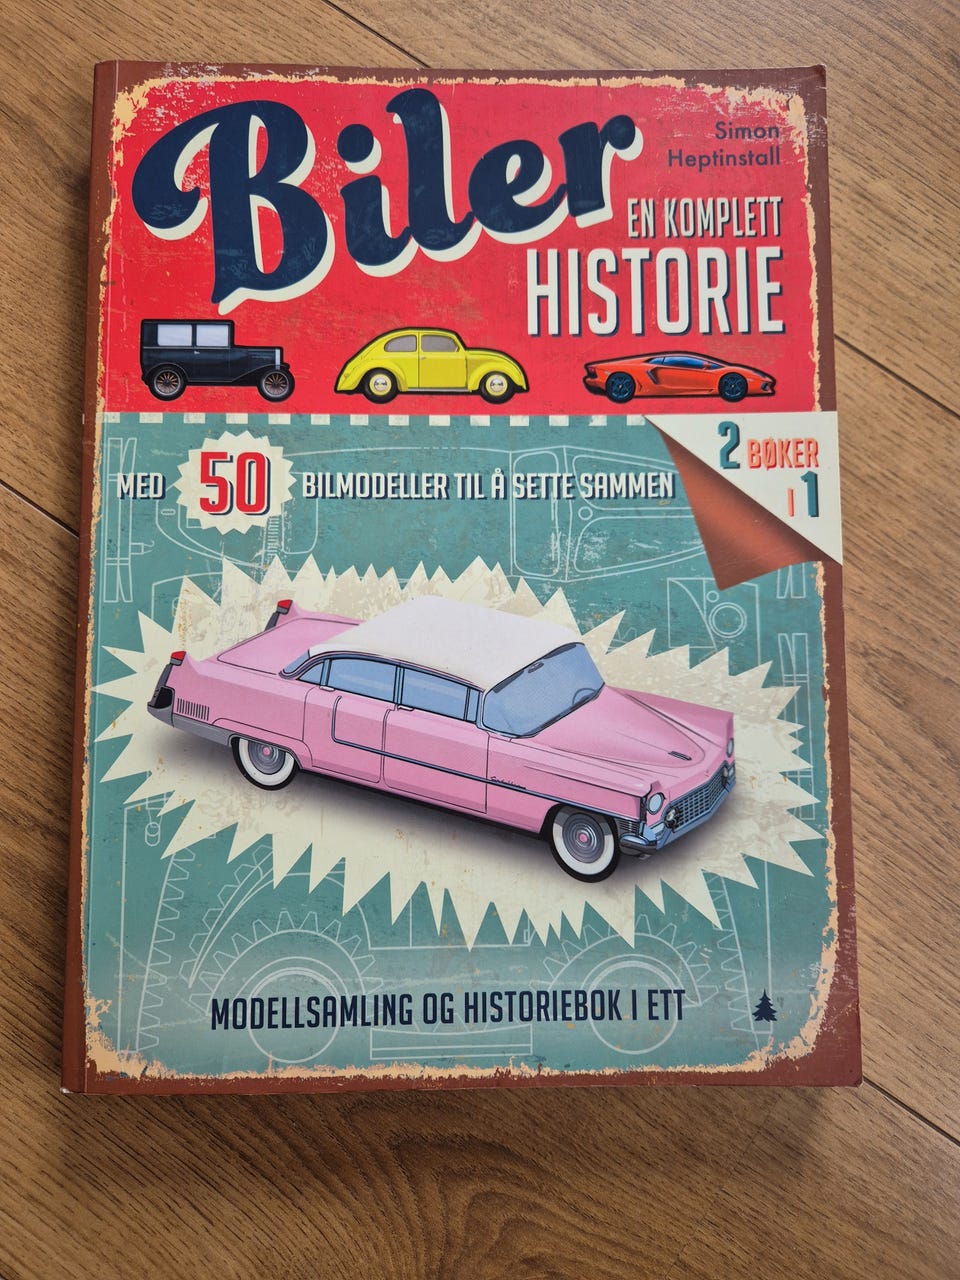 Biler
Simon
Heptinstall
EN KOMPLETT
HISTORIE
2 BØKER
I 1
MED 50 BILMODELLER TIL Å SETTE SAMMEN
MODELLSAMLING OG HISTORIEBOK I ETT